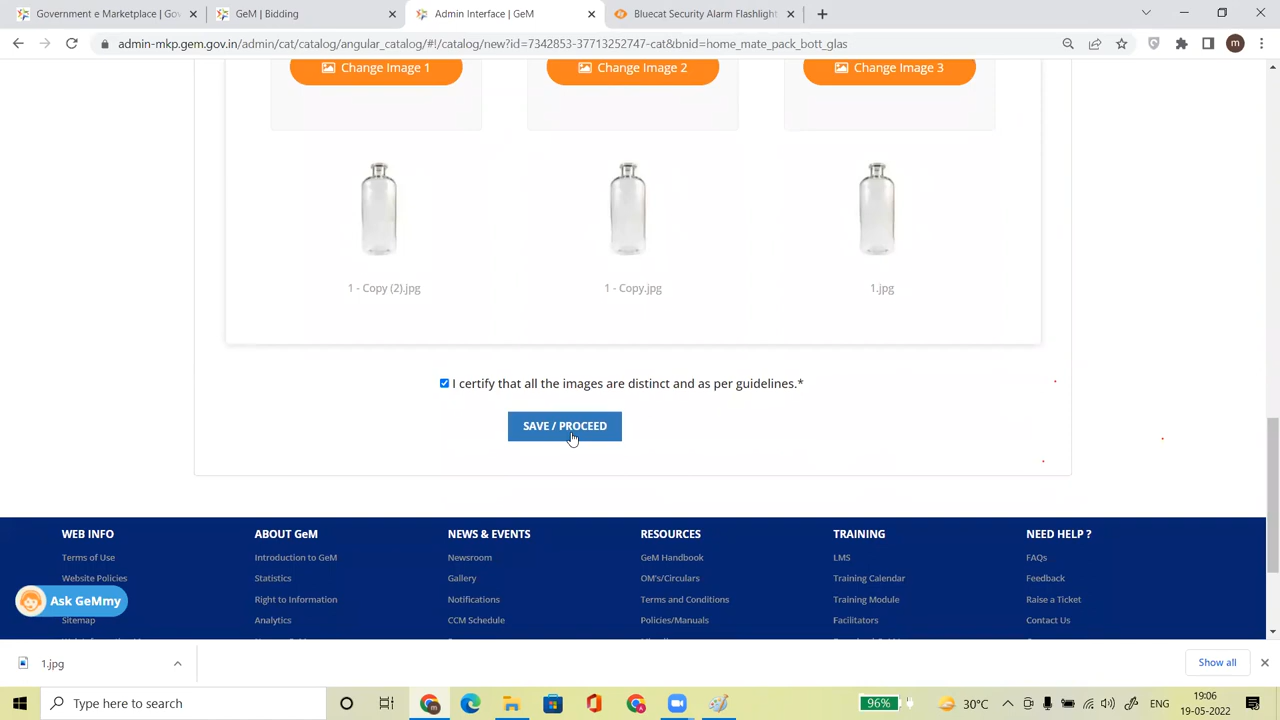 Government Marketplace | Gov
GeM | Bidding
Admin Interface | GeM
Bluecat Security Alarm Flashlight
admin-mkp.gem.gov.in/admin/cat/catalog/angular_catalog/#!/catalog/new?id=7342853-37713252747-cat&bnid=home_mate_pack_bott_glas
m
Change Image 1
Change Image 2
Change Image 3
1 - Copy (2).jpg
1 - Copy.jpg
1.jpg
I certify that all the images are distinct and as per guidelines.*
SAVE / PROCEED
WEB INFO
ABOUT GeM
NEWS & EVENTS
RESOURCES
TRAINING
NEED HELP ?
Terms of Use
Introduction to GeM
Newsroom
GeM Handbook
LMS
FAQs
Website Policies
Statistics
Gallery
OM's/Circulars
Training Calendar
Feedback
Ask GeMmy
Right to Information
Notifications
Terms and Conditions
Training Module
Raise a Ticket
Sitemap
Analytics
CCM Schedule
Policies/Manuals
Facilitators
Contact Us
1.jpg
Show all
Type here to search
96%
30°C
ENG
19:06
19-05-2022